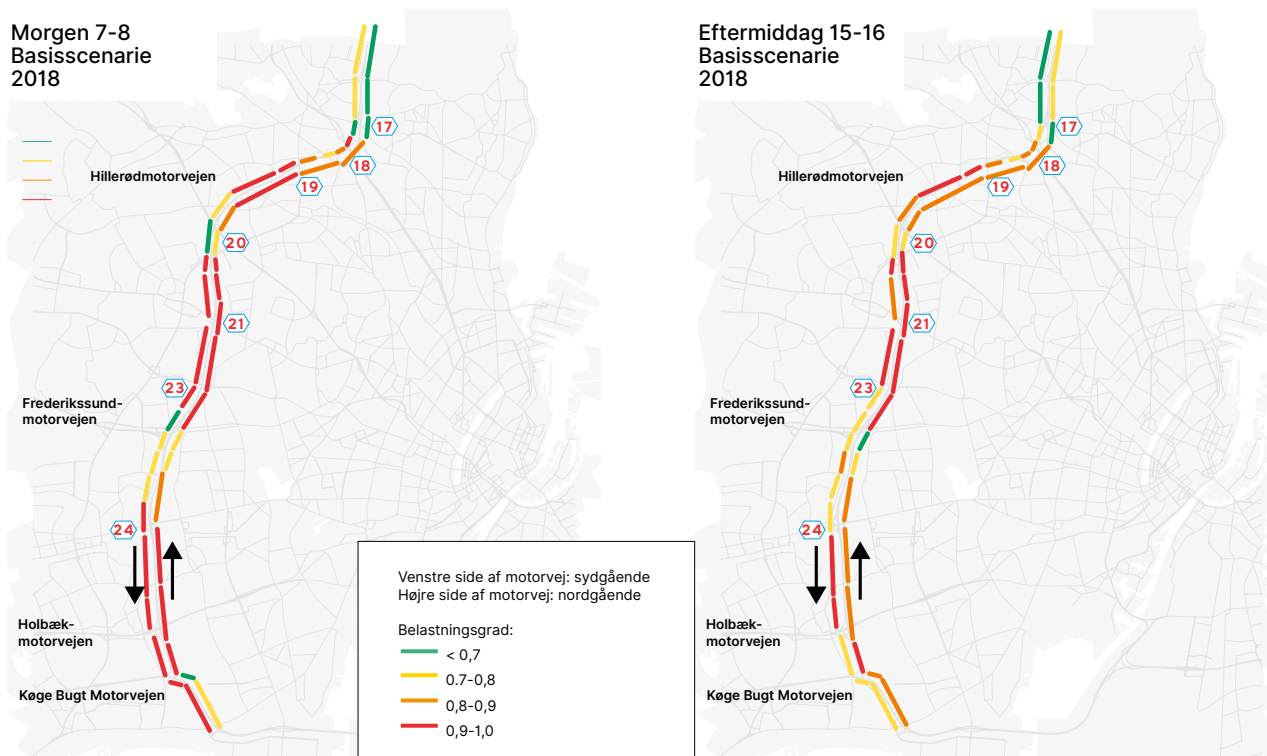 Morgen 7-8
Basisscenarie
2018
17
18
Hillerødmotorvejen
19
20
21
23
Frederikssund-
motorvejen
24
Holbæk-
motorvejen
Køge Bugt Motorvejen
Eftermiddag 15-16
Basisscenarie
2018
17
18
Hillerødmotorvejen
19
20
21
23
Frederikssund-
motorvejen
24
Holbæk-
motorvejen
Køge Bugt Motorvejen
Venstre side af motorvej: sydgående
Højre side af motorvej: nordgående
Belastningsgrad:
< 0,7
0.7-0,8
0,8-0,9
0,9-1,0